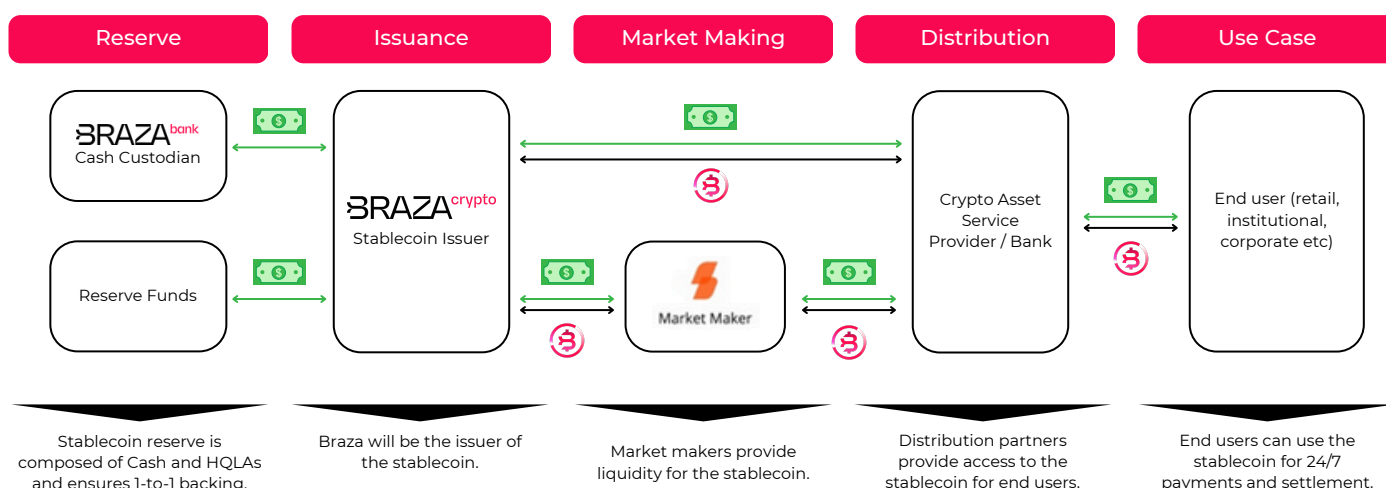 Reserve
Issuance
Market Making
Distribution
Use Case
BRAZA bank
Cash Custodian
Reserve Funds
BRAZA crypto
Stablecoin Issuer
Market Maker
Crypto Asset
Service
Provider / Bank
End user (retail,
institutional,
corporate etc)
Stablecoin reserve is
composed of Cash and HQLAs
and ensures 1-to-1 backing.
Braza will be the issuer of
the stablecoin.
Market makers provide
liquidity for the stablecoin.
Distribution partners
provide access to the
stablecoin for end users.
End users can use the
stablecoin for 24/7
payments and settlement.